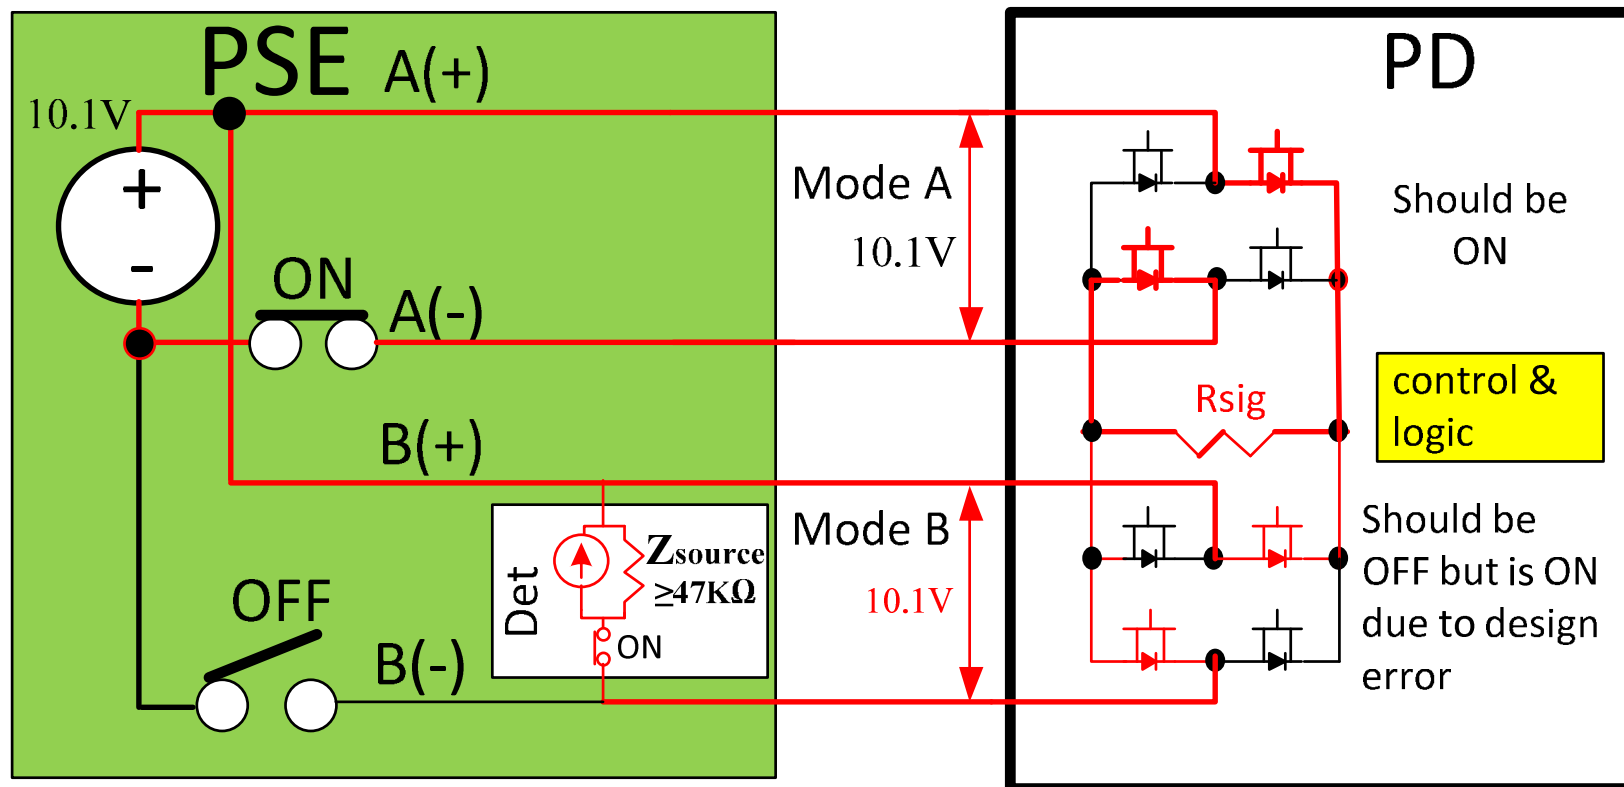 PSE
A(+)
10.1V
+
-
ON
A(-)
B(+)
OFF
B(-)
Det
Zsource
≥47KΩ
ON
Mode A
10.1V
Mode B
10.1V
PD
Should be
ON
Rsig
control &
logic
Should be
OFF but is ON
due to design
error